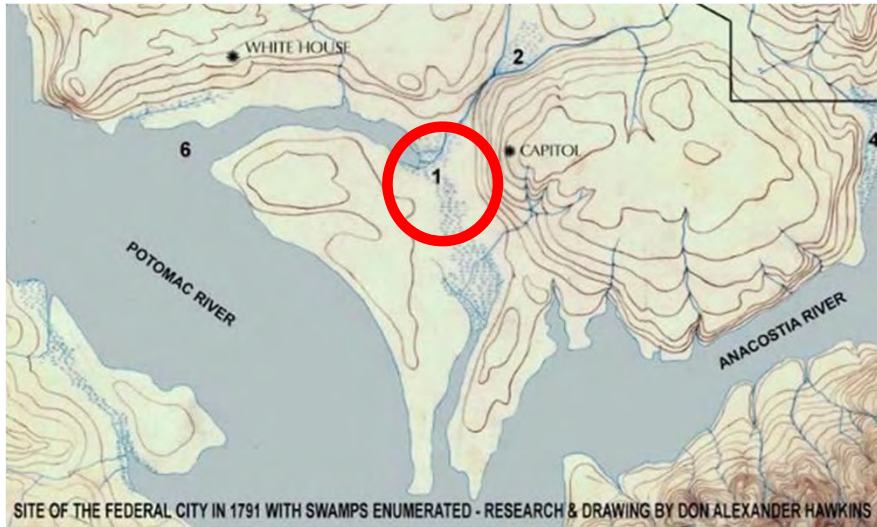 WHITE HOUSE
2
CAPITOL
4
6
1
POTOMAC RIVER
ANACOSTIA RIVER
SITE OF THE FEDERAL CITY IN 1791 WITH SWAMPS ENUMERATED - RESEARCH & DRAWING BY DON ALEXANDER HAWKINS